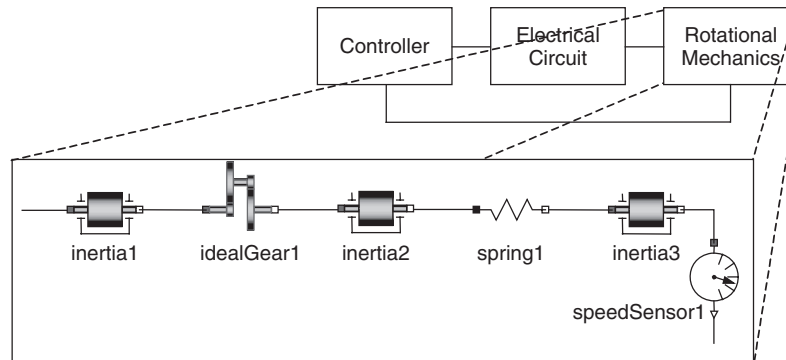 Controller
Electrical
Circuit
Rotational
Mechanics
inertia1
idealGear1
inertia2
spring1
inertia3
speedSensor1